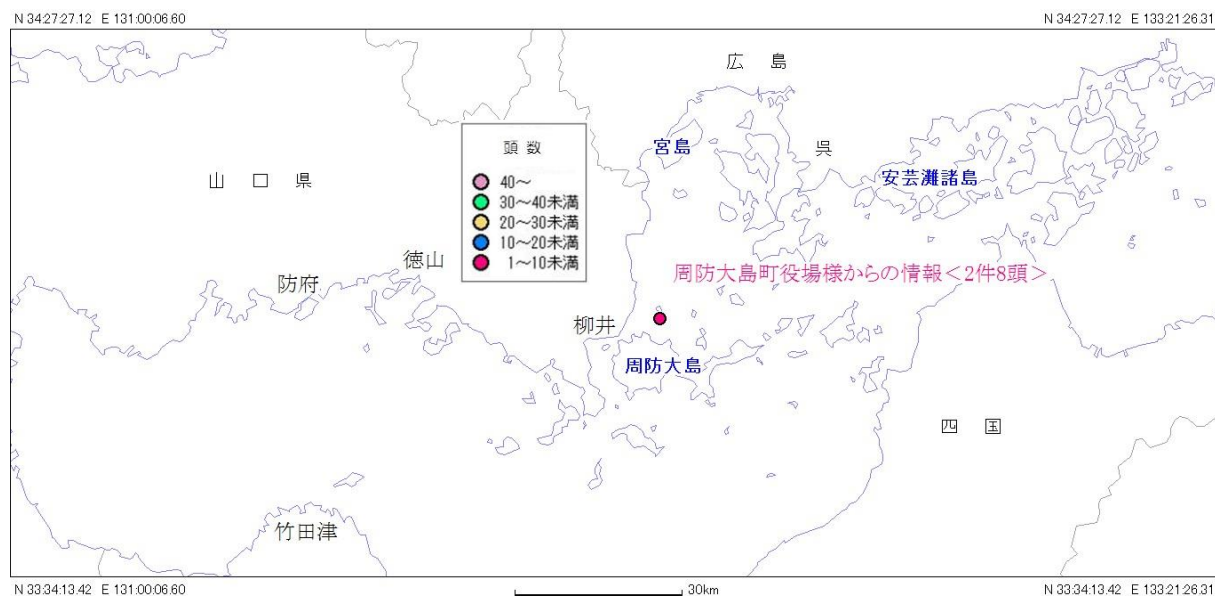 N 34:27:27.12 E 131:00:06.60
N 34:27:27.12 E 133:21:26.31
広 島
頭 数
40～
30～40未満
20～30未満
10～20未満
1～10未満
宮島
呉
山 口 県
安芸灘諸島
徳山
防府
周防大島町役場様からの情報＜2件8頭＞
柳井
周防大島
四 国
竹田津
N 33:34:13.42 E 131:00:06.60
30km
N 33:34:13.42 E 133:21:26.31